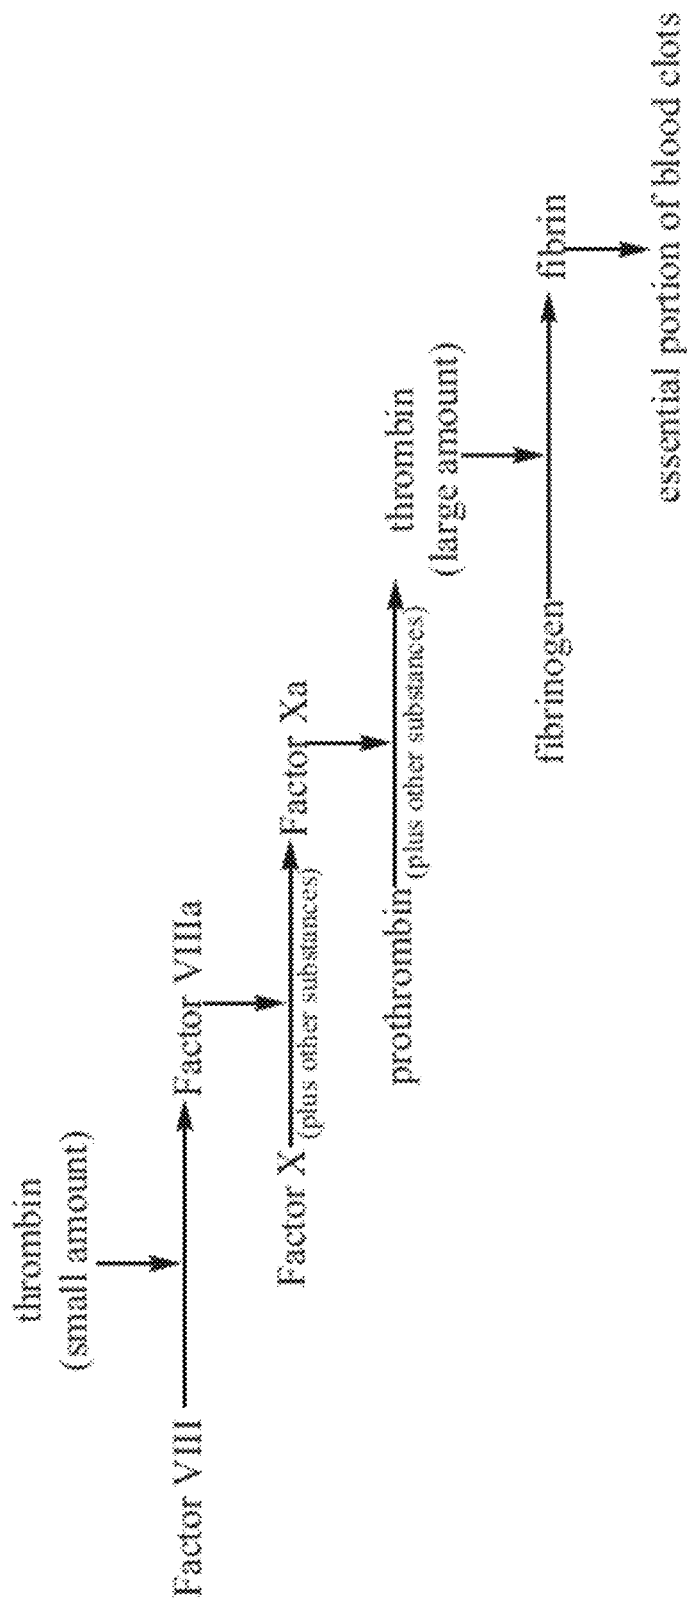 thrombin
(small amount)
Factor VIII
Factor VIIIa
Factor X
(plus other substances)
Factor Xa
prothrombin
(plus other substances)
thrombin
(large amount)
fibrinogen
fibrin
essential portion of blood clots